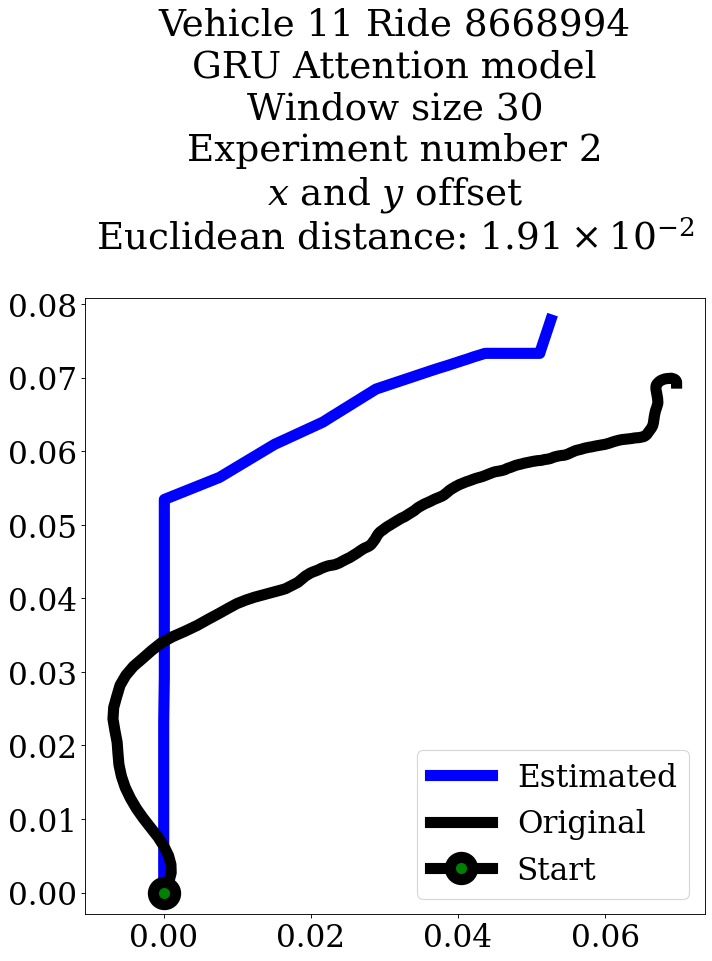 Vehicle 11 Ride 8668994
GRU Attention model
Window size 30
Experiment number 2
x and y offset
Euclidean distance: 1.91 × 10⁻²
0.08
0.07
0.06
0.05
0.04
0.03
0.02
0.01
0.00
Estimated
Original
Start
0.00 0.02 0.04 0.06